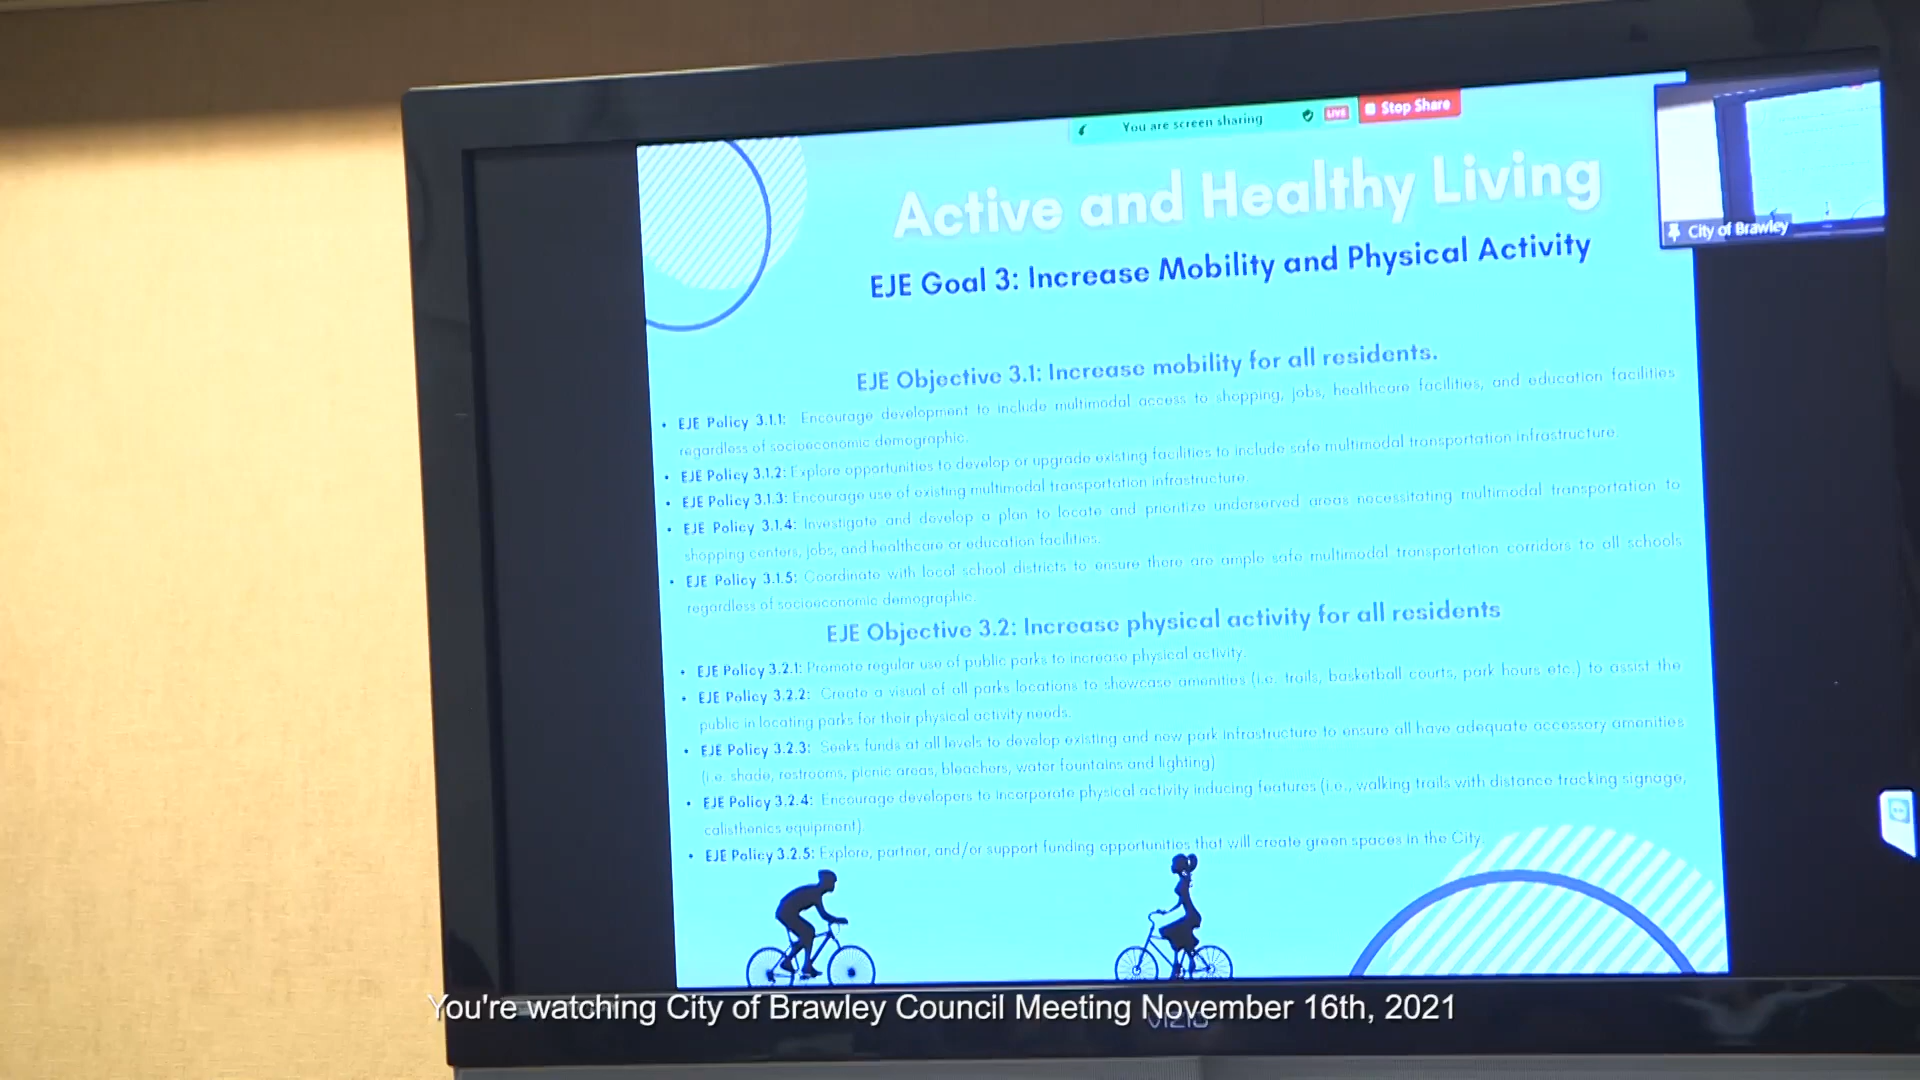 You are screen sharing
LIVE
Stop Share
City of Brawley
Active and Healthy Living
EJE Goal 3: Increase Mobility and Physical Activity
EJE Objective 3.1: Increase mobility for all residents.
• EJE Policy 3.1.1: Encourage development to include multimodal access to shopping, jobs, healthcare facilities, and education facilities
regardless of socioeconomic demographic.
• EJE Policy 3.1.2: Explore opportunities to develop or upgrade existing facilities to include safe multimodal transportation infrastructure.
• EJE Policy 3.1.3: Encourage use of existing multimodal transportation infrastructure.
• EJE Policy 3.1.4: Investigate and develop a plan to locate and prioritize underserved areas necessitating multimodal transportation to
shopping centers, jobs, and healthcare or education facilities.
• EJE Policy 3.1.5: Coordinate with local school districts to ensure there are ample safe multimodal transportation corridors to all schools
regardless of socioeconomic demographic.
EJE Objective 3.2: Increase physical activity for all residents
• EJE Policy 3.2.1: Promote regular use of public parks to increase physical activity.
• EJE Policy 3.2.2: Create a visual of all parks locations to showcase amenities (i.e. trails, basketball courts, park hours etc.) to assist the
public in locating parks for their physical activity needs.
• EJE Policy 3.2.3: Seeks funds at all levels to develop existing and new park infrastructure to ensure all have adequate accessory amenities
(i.e. shade, restrooms, picnic areas, bleachers, water fountains and lighting)
• EJE Policy 3.2.4: Encourage developers to incorporate physical activity inducing features (i.e., walking trails with distance tracking signage,
calisthenics equipment).
• EJE Policy 3.2.5: Explore, partner, and/or support funding opportunities that will create green spaces in the City.
You're watching City of Brawley Council Meeting November 16th, 2021
VIZIO